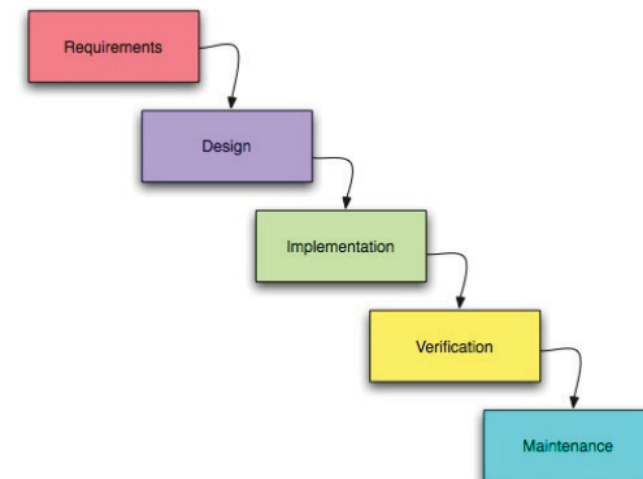 Requirements
Design
Implementation
Verification
Maintenance